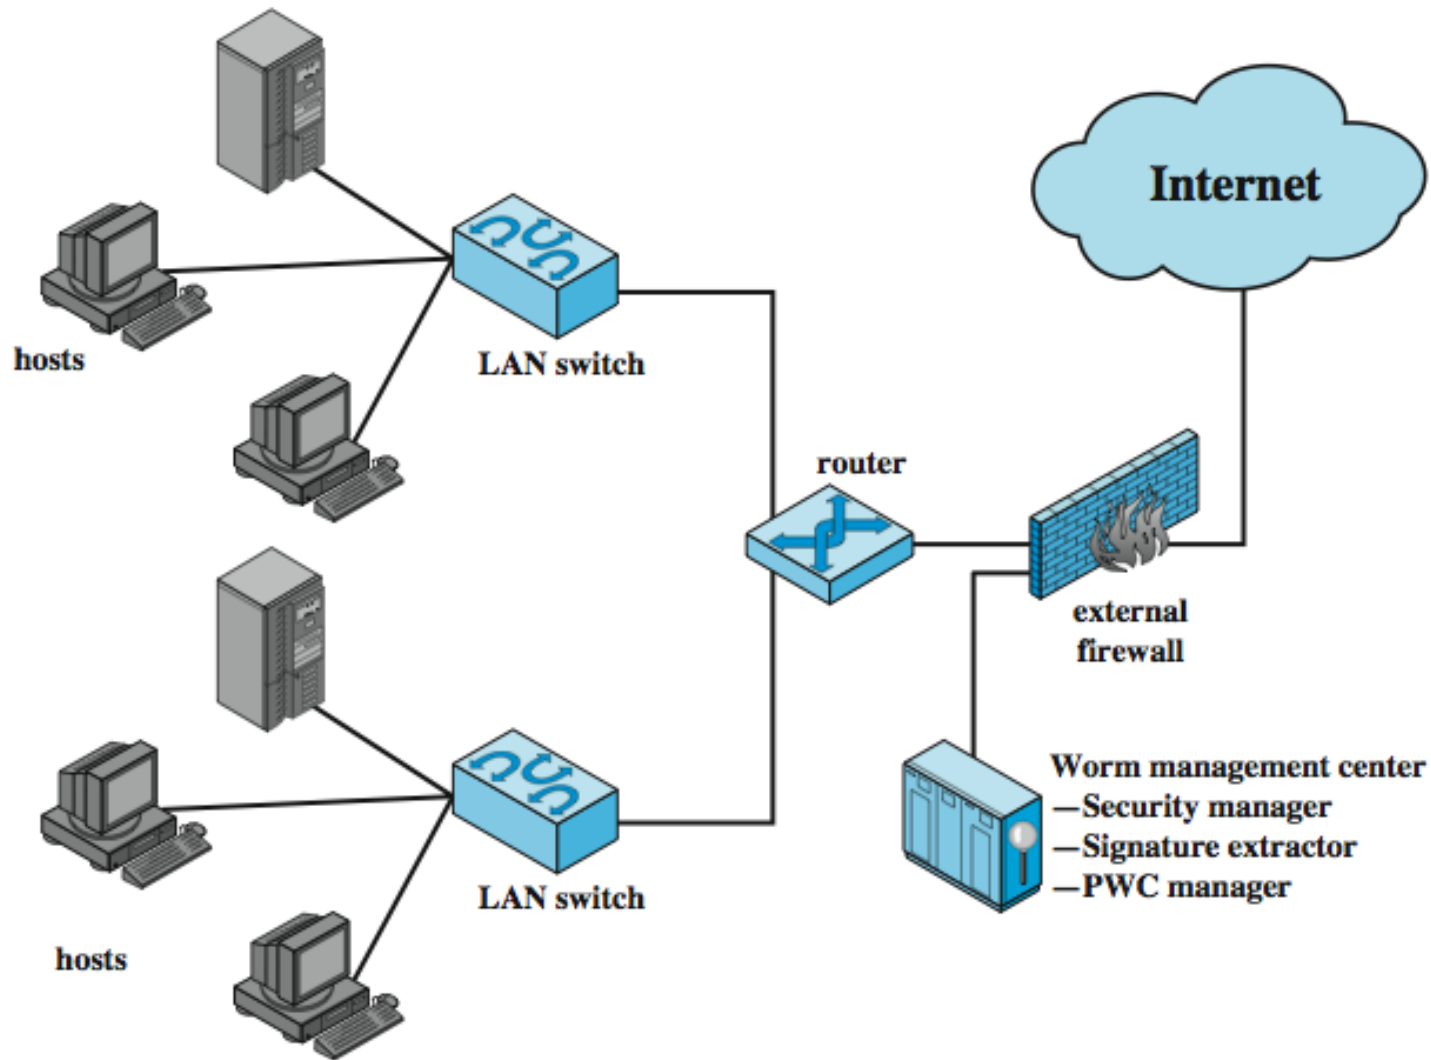 Internet
hosts
LAN switch
router
external
firewall
Worm management center
—Security manager
—Signature extractor
—PWC manager
LAN switch
hosts